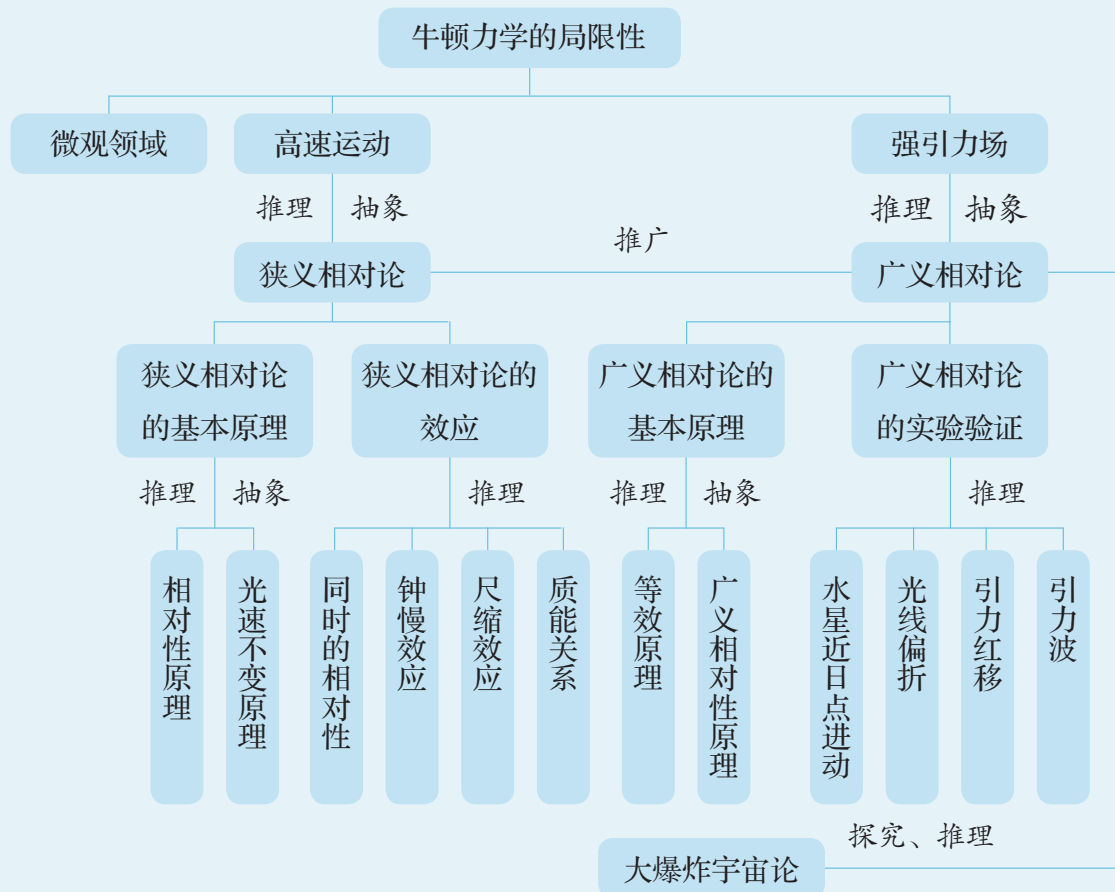 牛顿力学的局限性
微观领域
高速运动
强引力场
推理 抽象
推理 抽象
推广
狭义相对论
广义相对论
狭义相对论
的基本原理
狭义相对论的
效应
广义相对论的
基本原理
广义相对论
的实验验证
推理 抽象
推理
推理 抽象
推理
相对性原理
光速不变原理
同时的相对性
钟慢效应
尺缩效应
质能关系
等效原理
广义相对性原理
水星近日点进动
光线偏折
引力红移
引力波
探究、推理
大爆炸宇宙论